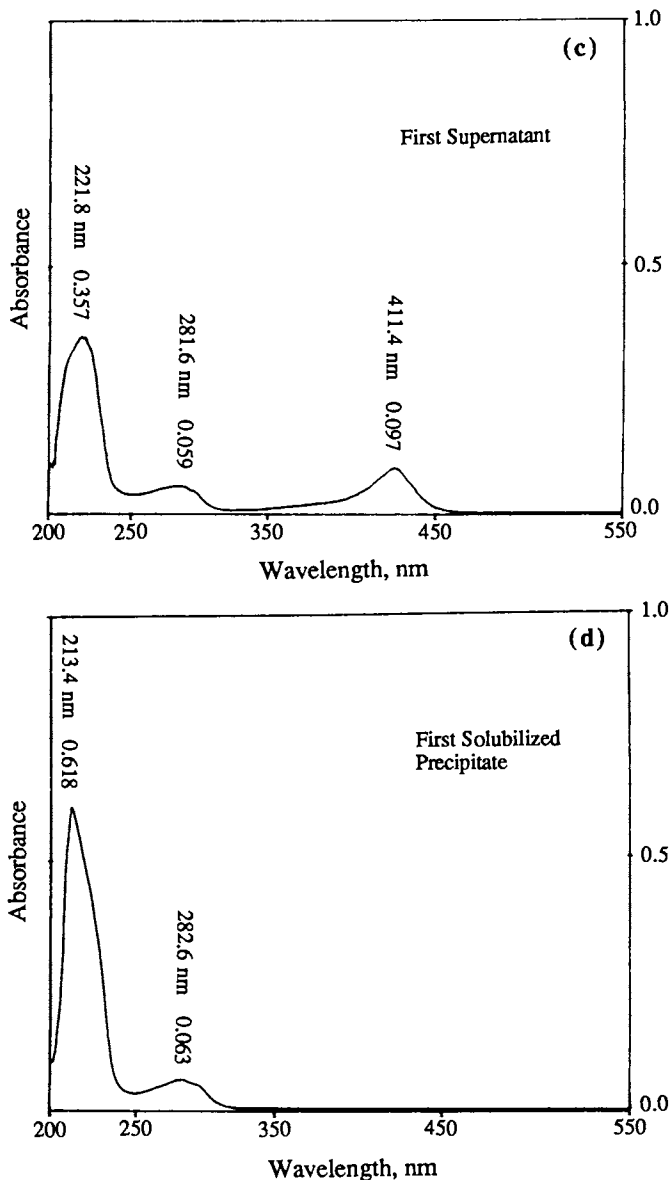 (c)
First Supernatant
1.0
0.5
0.0
221.8 nm 0.357
281.6 nm 0.059
411.4 nm 0.097
Absorbance
200
250
350
450
550
Wavelength, nm
(d)
First Solubilized
Precipitate
1.0
0.5
0.0
213.4 nm 0.618
282.6 nm 0.063
Absorbance
200
250
350
450
550
Wavelength, nm